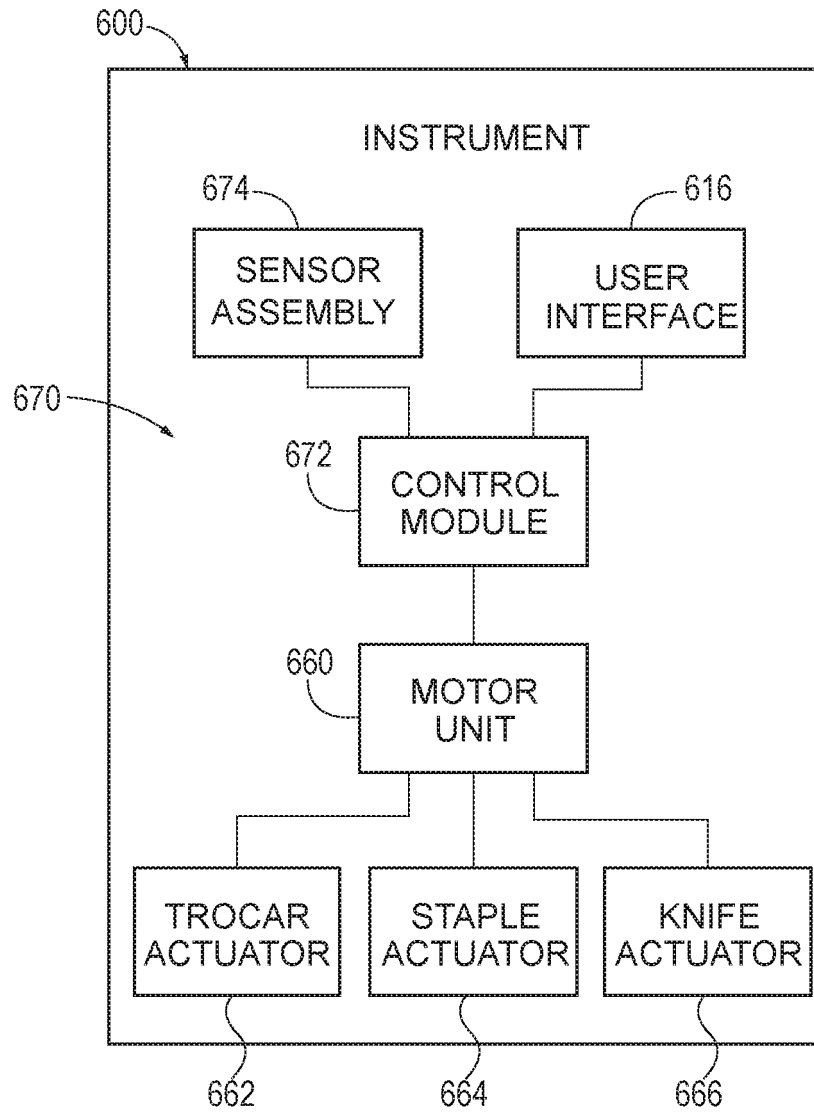 600
INSTRUMENT
674
616
SENSOR
ASSEMBLY
USER
INTERFACE
670
672
CONTROL
MODULE
660
MOTOR
UNIT
TROCAR
ACTUATOR
STAPLE
ACTUATOR
KNIFE
ACTUATOR
662
664
666